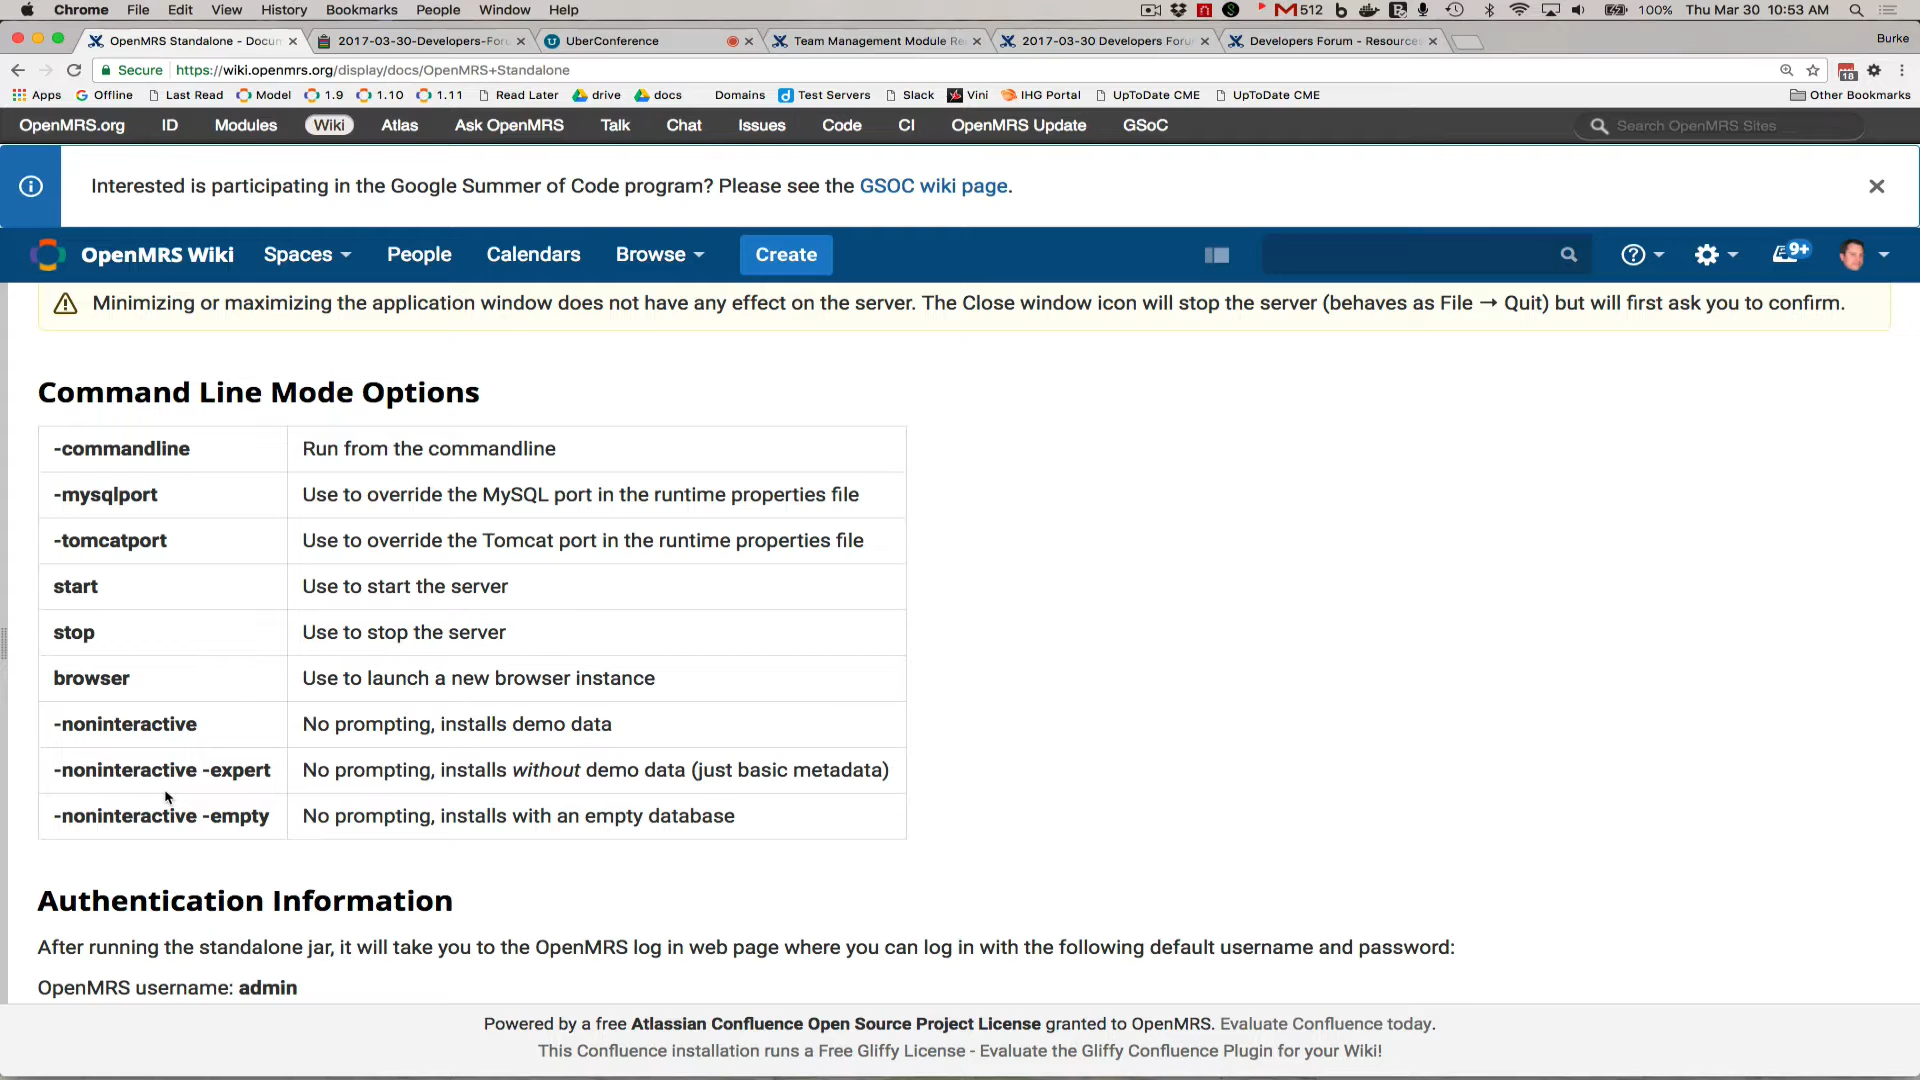 Chrome File Edit View History Bookmarks People Window Help 512 100% Thu Mar 30 10:53 AM
OpenMRS Standalone - Docum 2017-03-30-Developers-Foru UberConference Team Management Module Re 2017-03-30 Developers Foru Developers Forum - Resources Burke
Secure https://wiki.openmrs.org/display/docs/OpenMRS+Standalone 18
Apps Offline Last Read Model 1.9 1.10 1.11 Read Later drive docs Domains Test Servers Slack Vini IHG Portal UpToDate CME UpToDate CME Other Bookmarks
OpenMRS.org ID Modules Wiki Atlas Ask OpenMRS Talk Chat Issues Code CI OpenMRS Update GSoC Search OpenMRS Sites
Interested is participating in the Google Summer of Code program? Please see the GSOC wiki page.
OpenMRS Wiki Spaces People Calendars Browse Create 9+
Minimizing or maximizing the application window does not have any effect on the server. The Close window icon will stop the server (behaves as File → Quit) but will first ask you to confirm.
Command Line Mode Options
-commandline Run from the commandline
-mysqlport Use to override the MySQL port in the runtime properties file
-tomcatport Use to override the Tomcat port in the runtime properties file
start Use to start the server
stop Use to stop the server
browser Use to launch a new browser instance
-noninteractive No prompting, installs demo data
-noninteractive -expert No prompting, installs without demo data (just basic metadata)
-noninteractive -empty No prompting, installs with an empty database
Authentication Information
After running the standalone jar, it will take you to the OpenMRS log in web page where you can log in with the following default username and password:
OpenMRS username: admin
Powered by a free Atlassian Confluence Open Source Project License granted to OpenMRS. Evaluate Confluence today.
This Confluence installation runs a Free Gliffy License - Evaluate the Gliffy Confluence Plugin for your Wiki!